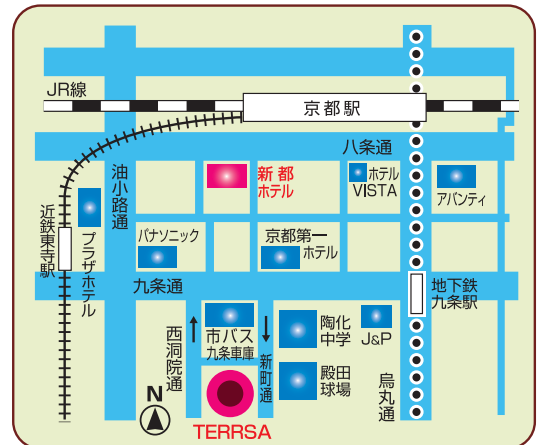 JR線
京都駅
八条通
油小路通
新都
ホテル
ホテル
VISTA
アバンティ
近鉄東寺駅
プラザホテル
パナソニック
京都第一
ホテル
九条通
地下鉄
九条駅
西洞院通
市バス
九条車庫
新町通
陶化
中学
J&P
殿田
球場
烏丸通
N
TERRSA